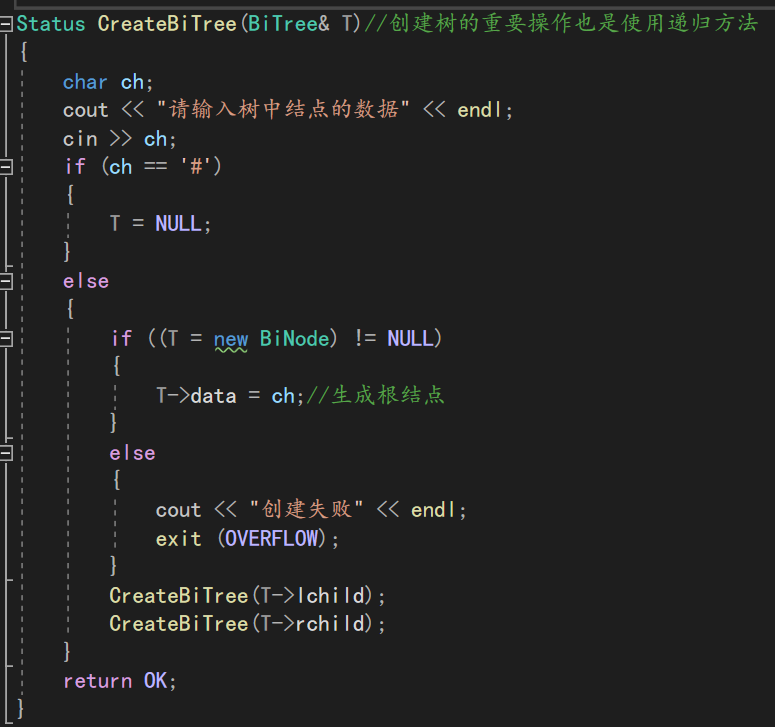 Status CreateBiTree(BiTree& T)//创建树的重要操作也是使用递归方法
{
char ch;
cout << "请输入树中结点的数据" << endl;
cin >> ch;
if (ch == '#')
{
T = NULL;
}
else
{
if ((T = new BiNode) != NULL)
{
T->data = ch;//生成根结点
}
else
{
cout << "创建失败" << endl;
exit (OVERFLOW);
}
CreateBiTree(T->lchild);
CreateBiTree(T->rchild);
}
return OK;
}